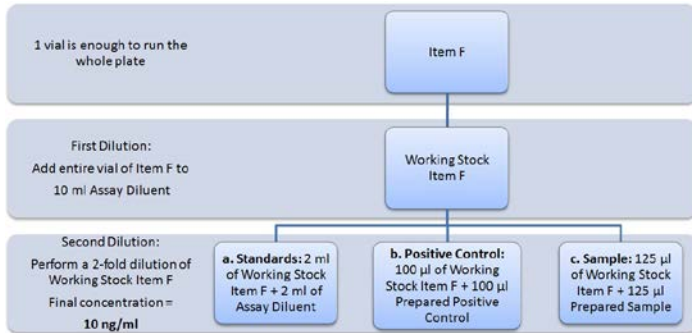 1 vial is enough to run the
whole plate
Item F
First Dilution:
Add entire vial of Item F to
10 ml Assay Diluent
Working Stock
Item F
Second Dilution:
Perform a 2-fold dilution of
Working Stock Item F
Final concentration =
10 ng/ml
a. Standards: 2 ml
of Working Stock
Item F + 2 ml of
Assay Diluent
b. Positive Control:
100 µl of Working
Stock Item F + 100 µl
Prepared Positive
Control
c. Sample: 125 µl
of Working Stock
Item F + 125 µl
Prepared Sample